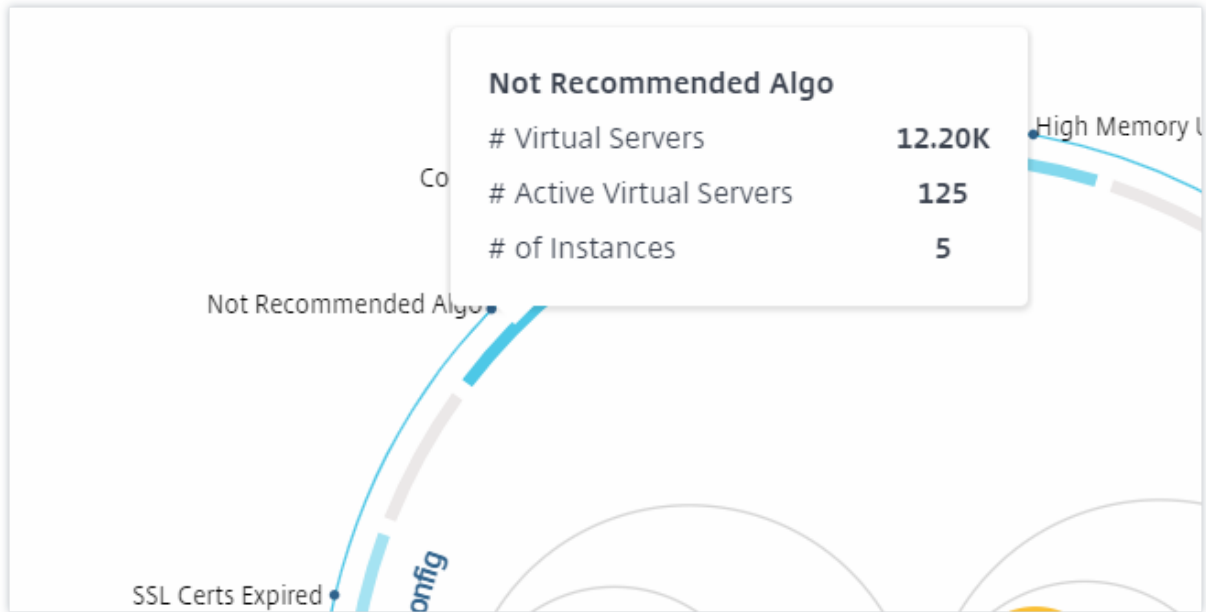 Not Recommended Algo
# Virtual Servers 12.20K
# Active Virtual Servers 125
# of Instances 5
High Memory
Co
Not Recommended Algo
SSL Certs Expired
onfig